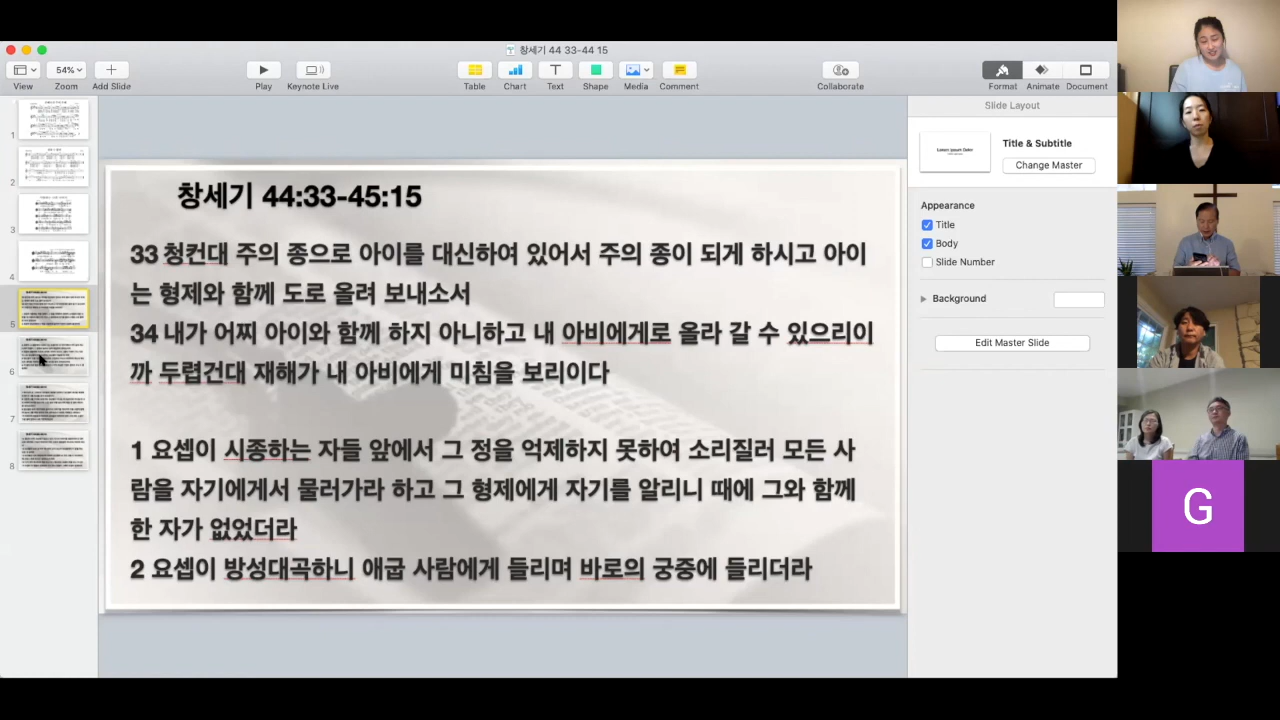 창세기 44 33-44 15
View
54%
Zoom
Add Slide
Play
Keynote Live
Table
Chart
Text
Shape
Media
Comment
Collaborate
Format
Animate
Document
1
2
3
4
5
6
7
8
창세기 44:33-45:15
33 청컨대 주의 종으로 아이를 대신하여 있어서 주의 종이 되게 하시고 아이
는 형제와 함께 도로 올려 보내소서
34 내가 어찌 아이와 함께 하지 아니하고 내 아비에게로 올라 갈 수 있으리이
까 두렵건대 재해가 내 아비에게 미침을 보리이다
1 요셉이 시종하는 자들 앞에서 그 정을 억제하지 못하여 소리질러 모든 사
람을 자기에게서 물러가라 하고 그 형제에게 자기를 알리니 때에 그와 함께
한 자가 없었더라
2 요셉이 방성대곡하니 애굽 사람에게 들리며 바로의 궁중에 들리더라
Slide Layout
Lorem Ipsum Dolor
Title & Subtitle
Change Master
Appearance
Title
Body
Slide Number
Background
Edit Master Slide
G